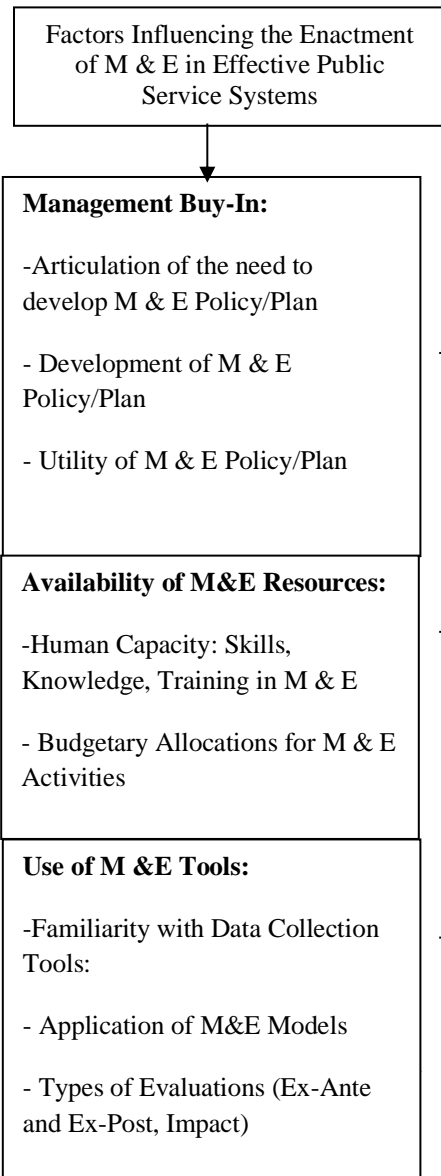 Factors Influencing the Enactment
of M & E in Effective Public
Service Systems
Management Buy-In:
-Articulation of the need to
develop M & E Policy/Plan
- Development of M & E
Policy/Plan
- Utility of M & E Policy/Plan
Availability of M&E Resources:
-Human Capacity: Skills,
Knowledge, Training in M & E
- Budgetary Allocations for M & E
Activities
Use of M &E Tools:
-Familiarity with Data Collection
Tools:
- Application of M&E Models
- Types of Evaluations (Ex-Ante
and Ex-Post, Impact)